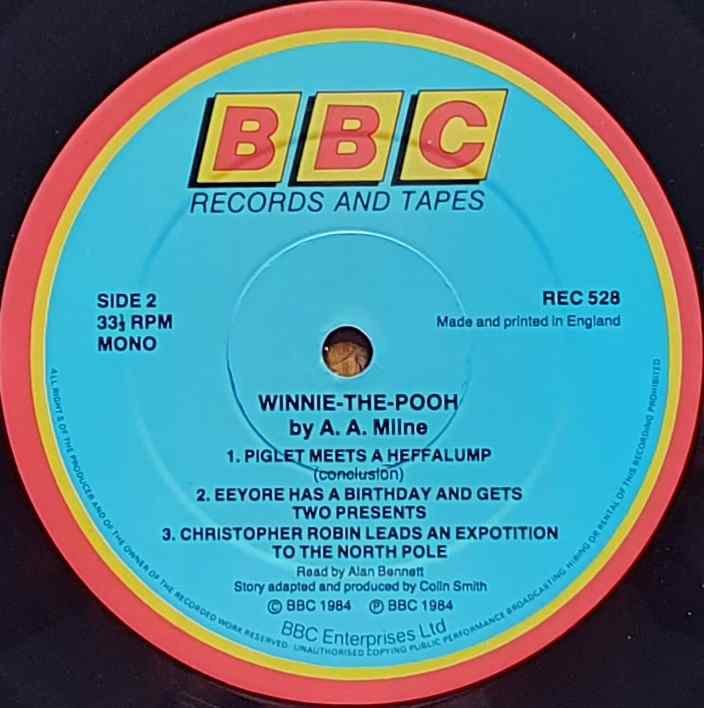 BBC
RECORDS AND TAPES
SIDE 2
33⅓ RPM
MONO
REC 528
Made and printed in England
WINNIE-THE-POOH
by A. A. Milne
1. PIGLET MEETS A HEFFALUMP
(conclusion)
2. EEYORE HAS A BIRTHDAY AND GETS
TWO PRESENTS
3. CHRISTOPHER ROBIN LEADS AN EXPOTITION
TO THE NORTH POLE
Read by Alan Bennett
Story adapted and produced by Colin Smith
© BBC 1984 ℗ BBC 1984
BBC Enterprises Ltd
ALL RIGHTS OF THE PRODUCER AND OF THE OWNER OF THE RECORDED WORK RESERVED. UNAUTHORISED COPYING PUBLIC PERFORMANCE BROADCASTING HIRING OR RENTAL OF THIS RECORDING PROHIBITED